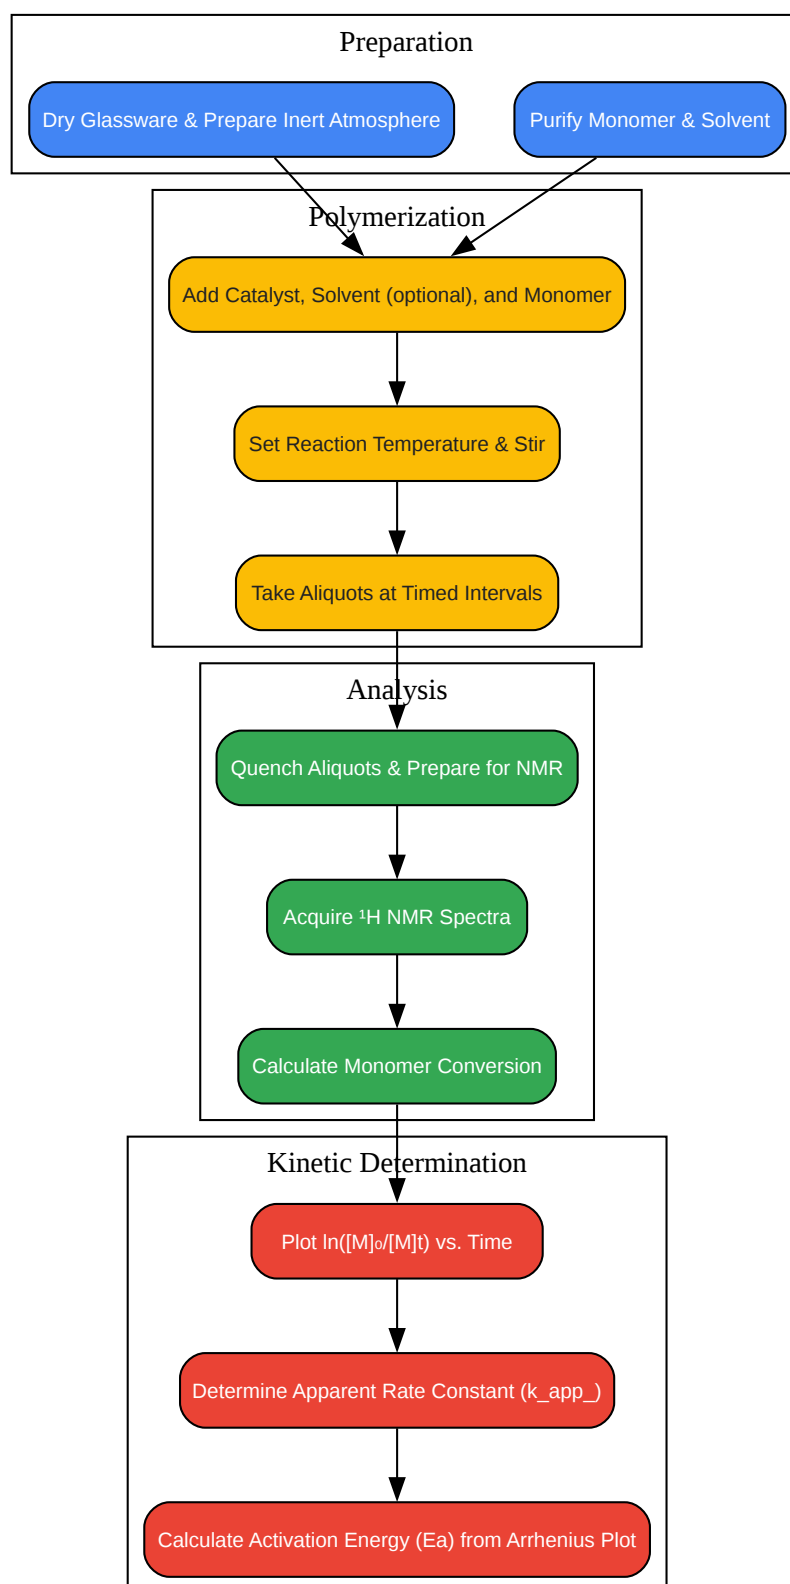 Preparation
Dry Glassware & Prepare Inert Atmosphere
Purify Monomer & Solvent
Polymerization
Add Catalyst, Solvent (optional), and Monomer
Set Reaction Temperature & Stir
Take Aliquots at Timed Intervals
Analysis
Quench Aliquots & Prepare for NMR
Acquire ¹H NMR Spectra
Calculate Monomer Conversion
Kinetic Determination
Plot ln([M]₀/[M]t) vs. Time
Determine Apparent Rate Constant (k_app_)
Calculate Activation Energy (Ea) from Arrhenius Plot